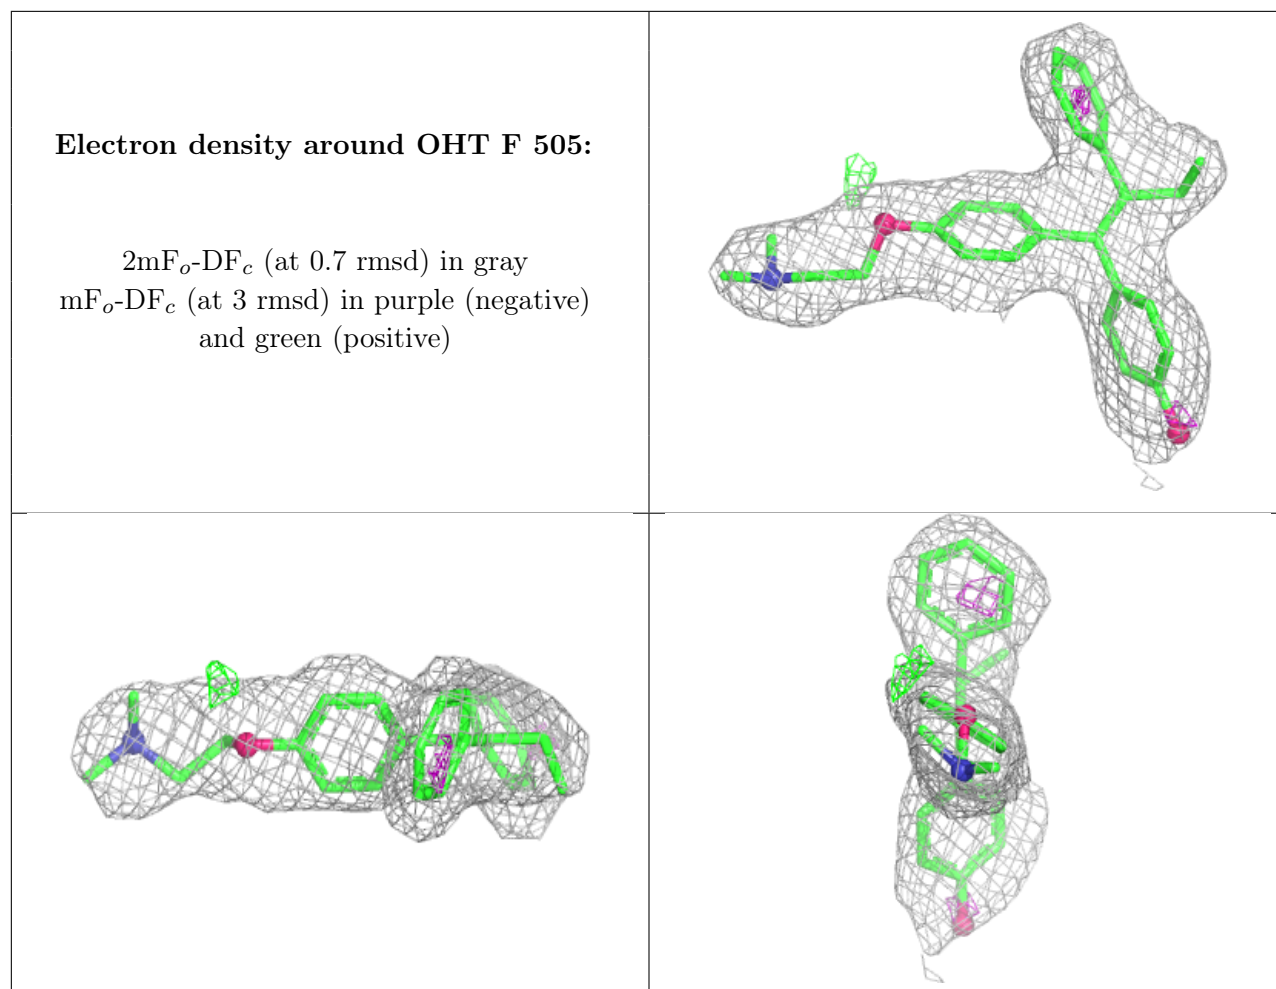 Electron density around OHT F 505:
2mFo-DFc (at 0.7 rmsd) in gray
mFo-DFc (at 3 rmsd) in purple (negative)
and green (positive)